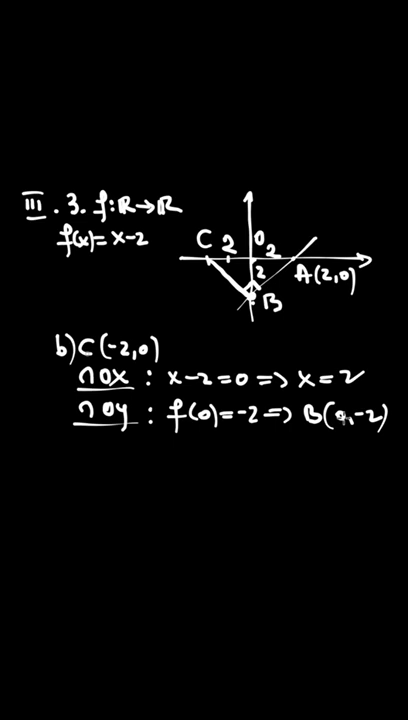 III. 3. f: R → R
f(x) = x - 2
C 2 0 2
2 A(2,0)
B
b) C(-2,0)
∩ OX : x - 2 = 0 => x = 2
∩ OY : f(0) = -2 => B(0,-2)